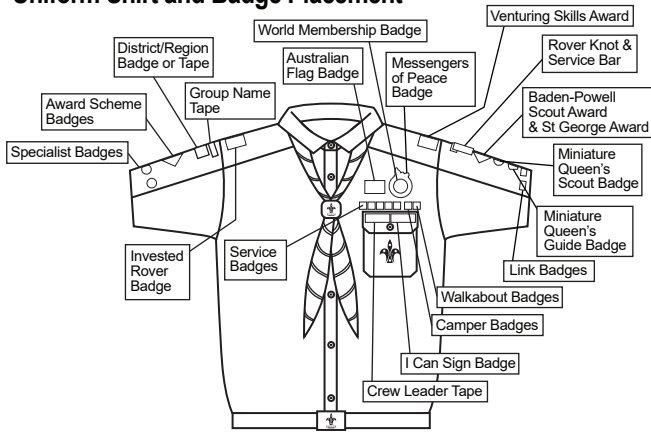 Uniform Shirt and Badge Placement
Venturing Skills Award
World Membership Badge
District/Region
Badge or Tape
Australian
Flag Badge
Messengers
of Peace
Badge
Rover Knot &
Service Bar
Group Name
Tape
Award Scheme
Badges
Baden-Powell
Scout Award
& St George Award
Specialist Badges
Miniature
Queen's
Scout Badge
Miniature
Queen's
Guide Badge
Invested
Rover
Badge
Service
Badges
Link Badges
Walkabout Badges
Camper Badges
I Can Sign Badge
Crew Leader Tape